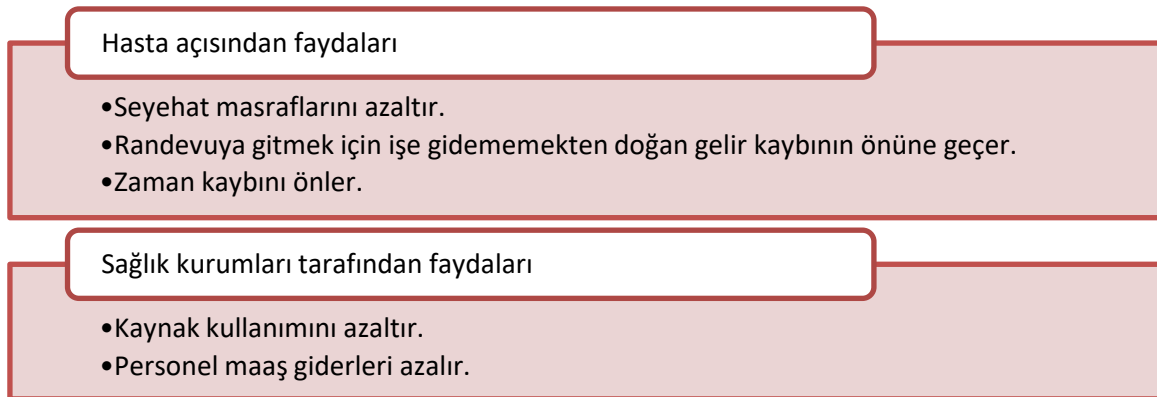 Hasta açısından faydaları
•Seyehat masraflarını azaltır.
•Randevuya gitmek için işe gidememekten doğan gelir kaybının önüne geçer.
•Zaman kaybını önler.
Sağlık kurumları tarafından faydaları
•Kaynak kullanımını azaltır.
•Personel maaş giderleri azalır.